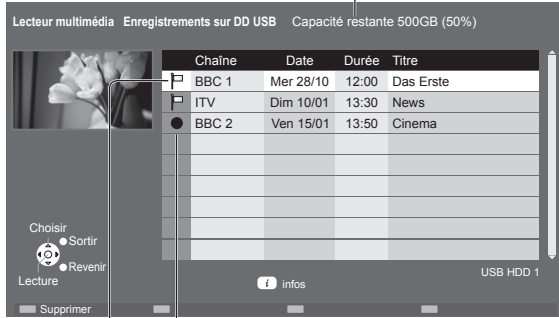 Lecteur multimédia Enregistrements sur DD USB Capacité restante 500GB (50%)
Chaîne Date Durée Titre
BBC 1 Mer 28/10 12:00 Das Erste
ITV Dim 10/01 13:30 News
BBC 2 Ven 15/01 13:50 Cinema
Choisir
Sortir
Revenir
Lecture
i infos
USB HDD 1
Supprimer